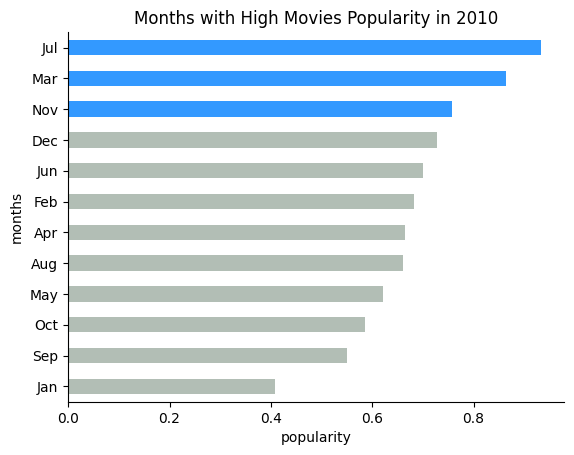 Months with High Movies Popularity in 2010
Jul
Mar
Nov
Dec
Jun
Feb
Apr
Aug
May
Oct
Sep
Jan
months
0.0 0.2 0.4 0.6 0.8
popularity